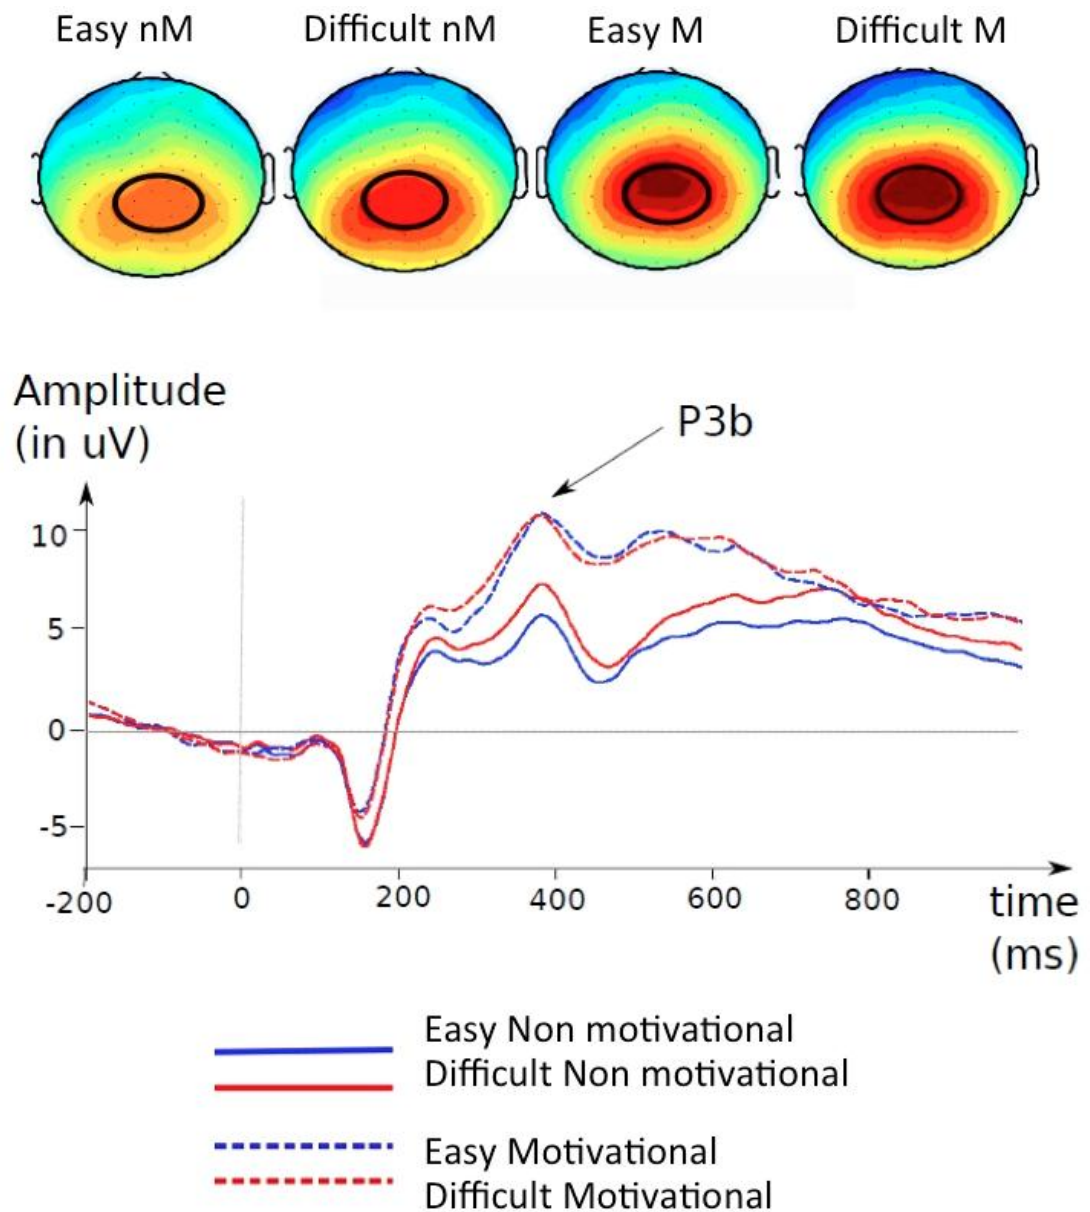 Easy nM
Difficult nM
Easy M
Difficult M
Amplitude
(in uV)
P3b
10
5
0
-5
-200
0
200
400
600
800
time
(ms)
Easy Non motivational
Difficult Non motivational
Easy Motivational
Difficult Motivational